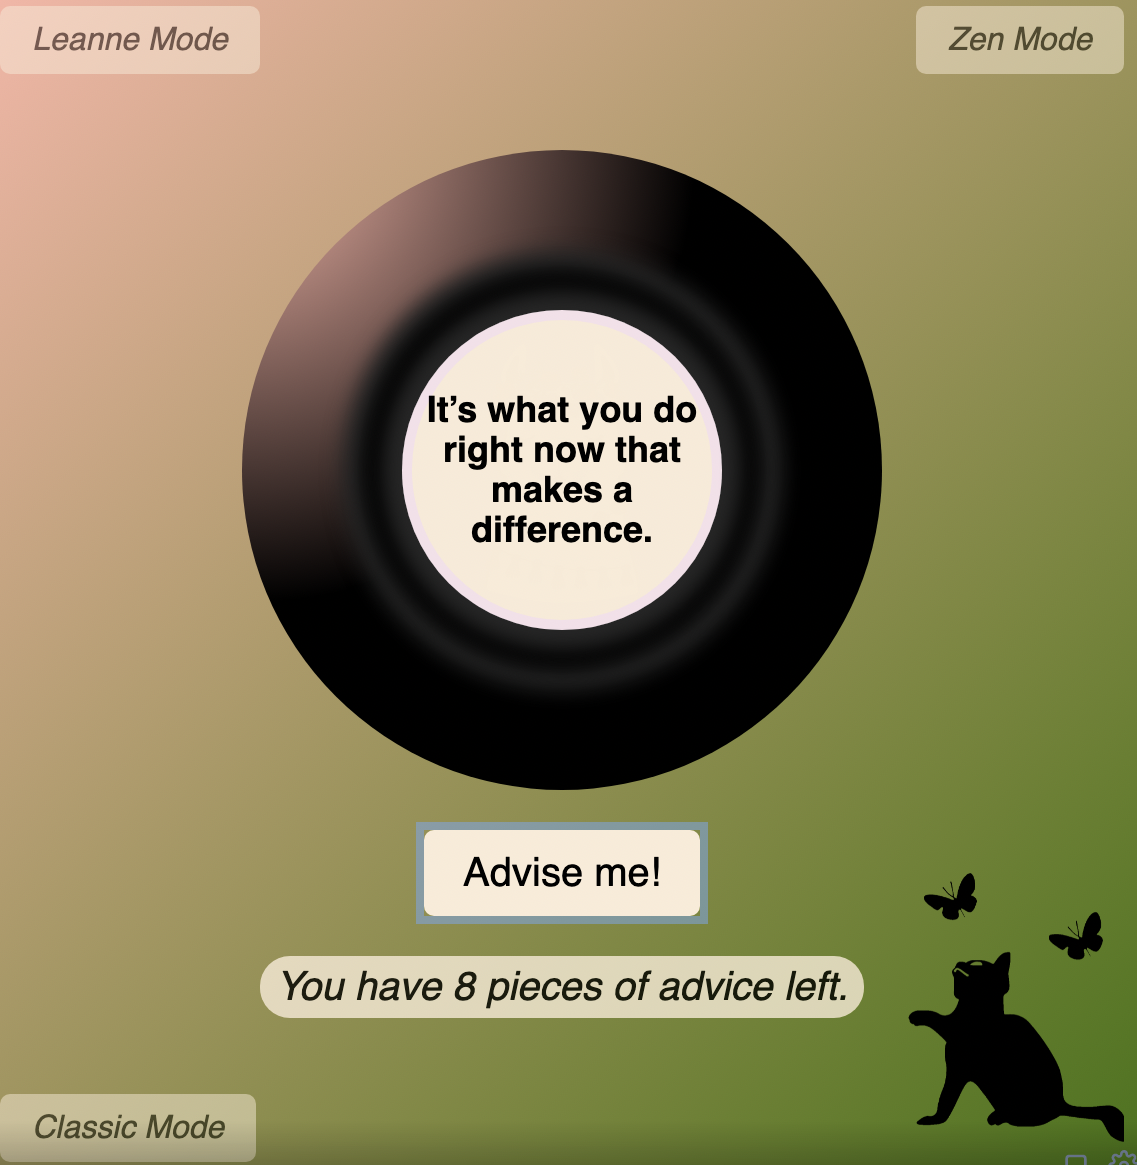 Leanne Mode
Zen Mode
It’s what you do
right now that
makes a
difference.
Advise me!
You have 8 pieces of advice left.
Classic Mode